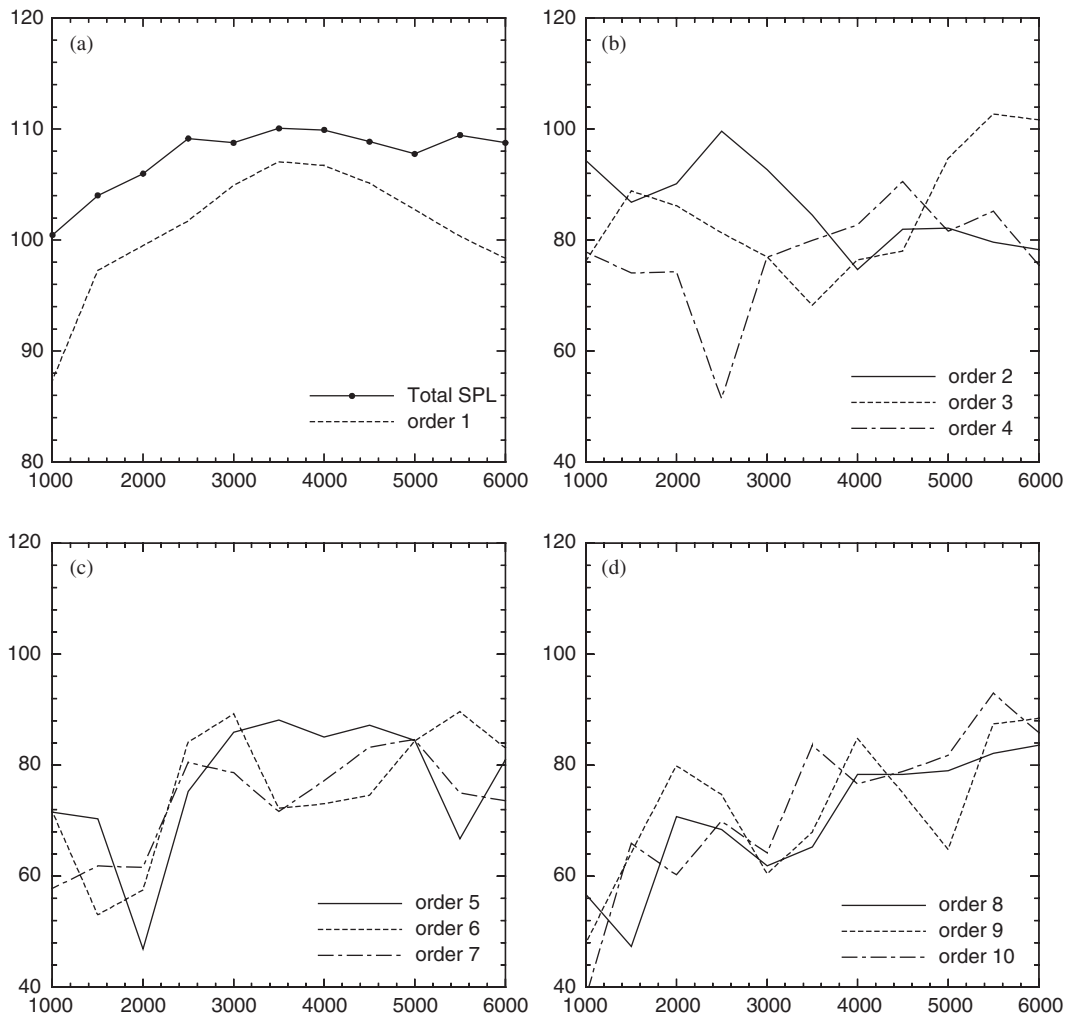 (a)
120
110
100
90
80
Total SPL
order 1
1000 2000 3000 4000 5000 6000
(b)
120
100
80
60
40
order 2
order 3
order 4
1000 2000 3000 4000 5000 6000
(c)
120
100
80
60
40
order 5
order 6
order 7
1000 2000 3000 4000 5000 6000
(d)
120
100
80
60
40
order 8
order 9
order 10
1000 2000 3000 4000 5000 6000